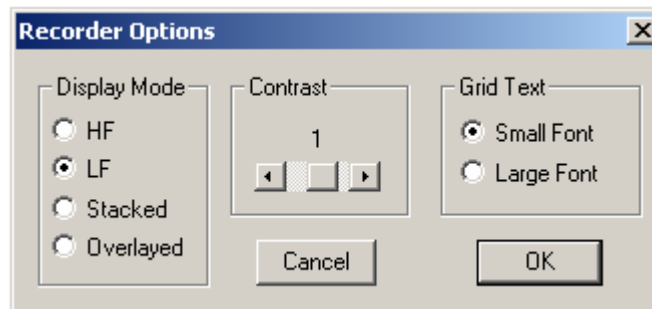 Recorder Options
Display Mode
HF
LF
Stacked
Overlayed
Contrast
1
Grid Text
Small Font
Large Font
Cancel
OK